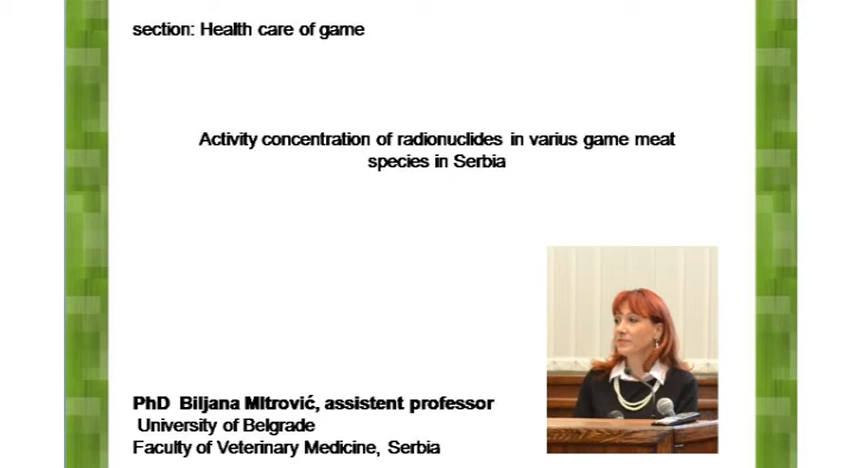 section: Health care of game
Activity concentration of radionuclides in varius game meat
species in Serbia
PhD Biljana MItrović, assistent professor
University of Belgrade
Faculty of Veterinary Medicine, Serbia